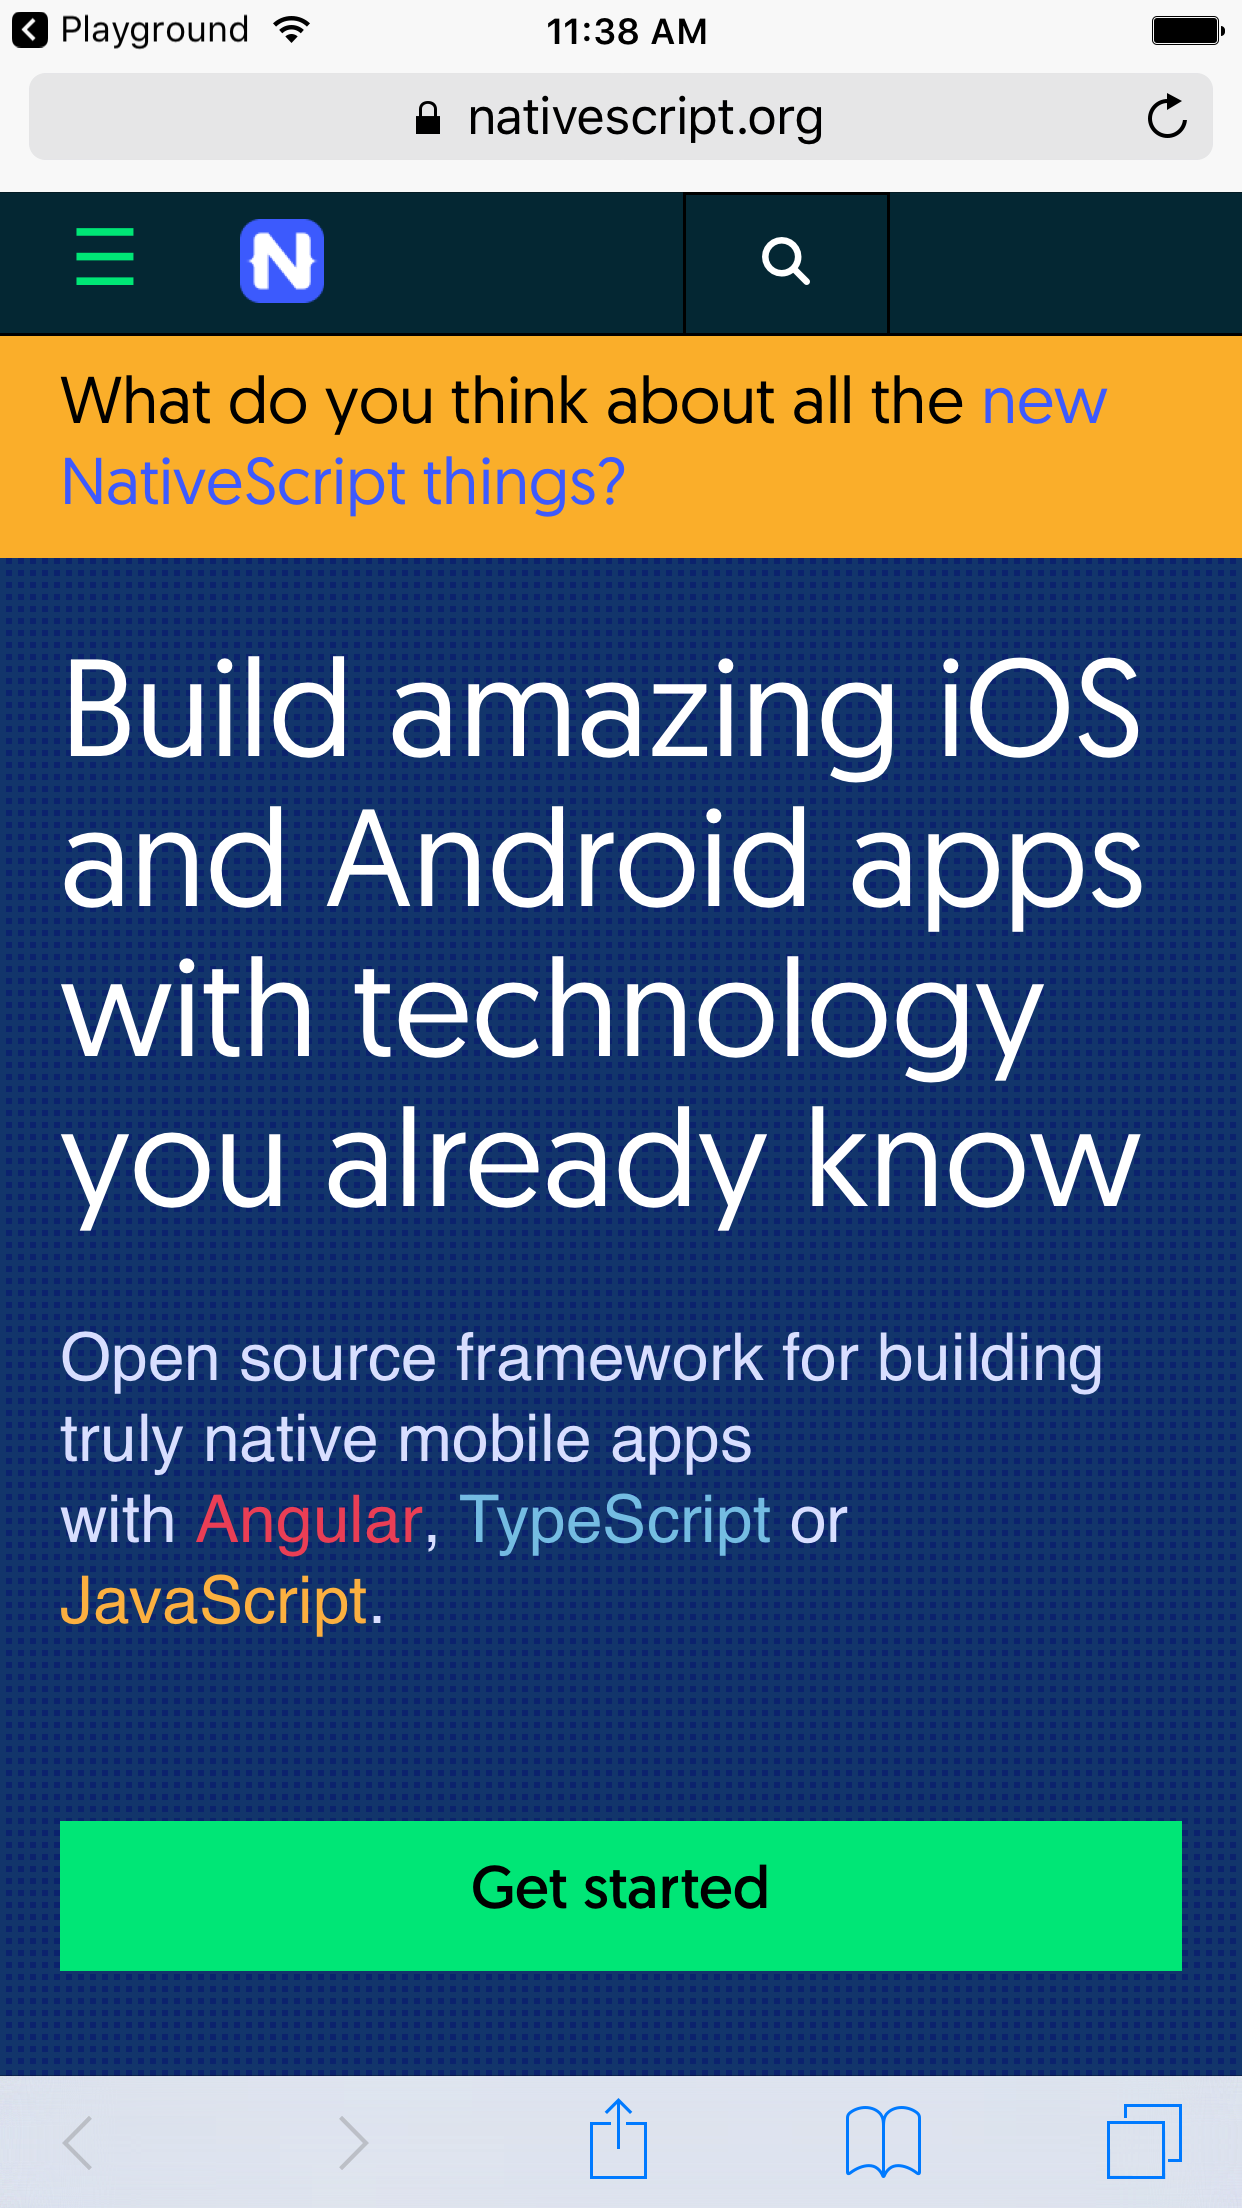 Playground
11:38 AM
nativescript.org
N
What do you think about all the new
NativeScript things?
Build amazing iOS
and Android apps
with technology
you already know
Open source framework for building
truly native mobile apps
with Angular, TypeScript or
JavaScript.
Get started